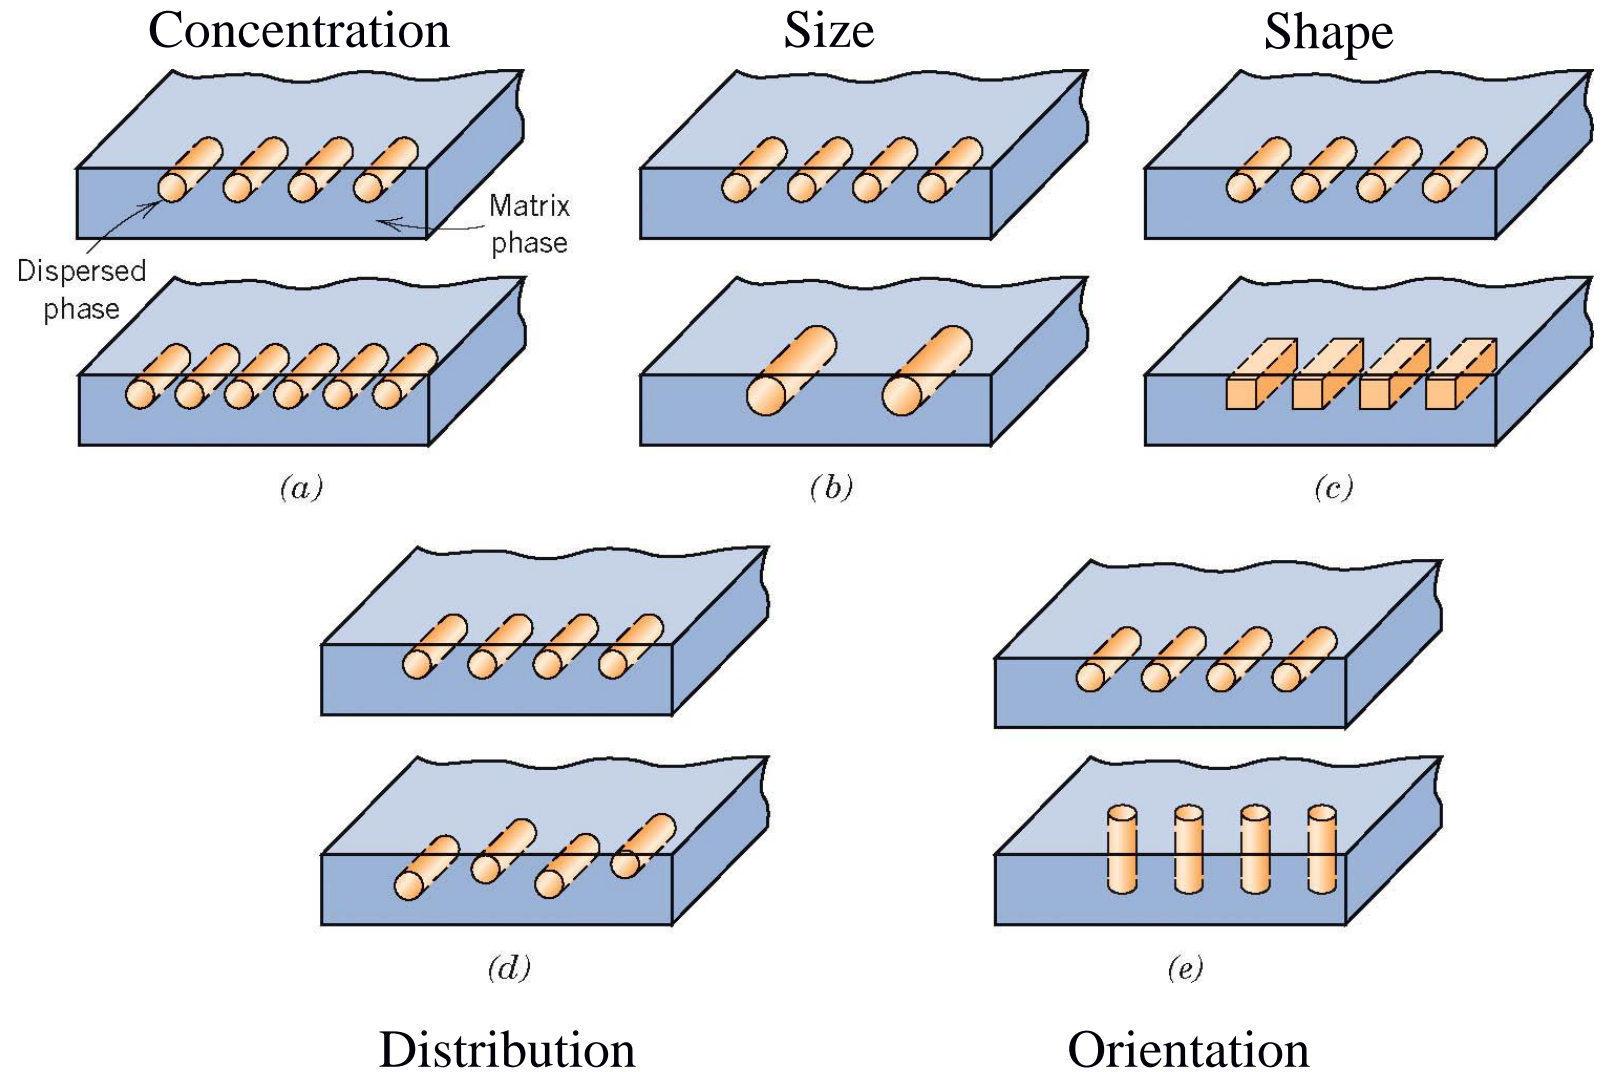 Concentration
Size
Shape
Matrix
phase
Dispersed
phase
(a)
(b)
(c)
(d)
(e)
Distribution
Orientation